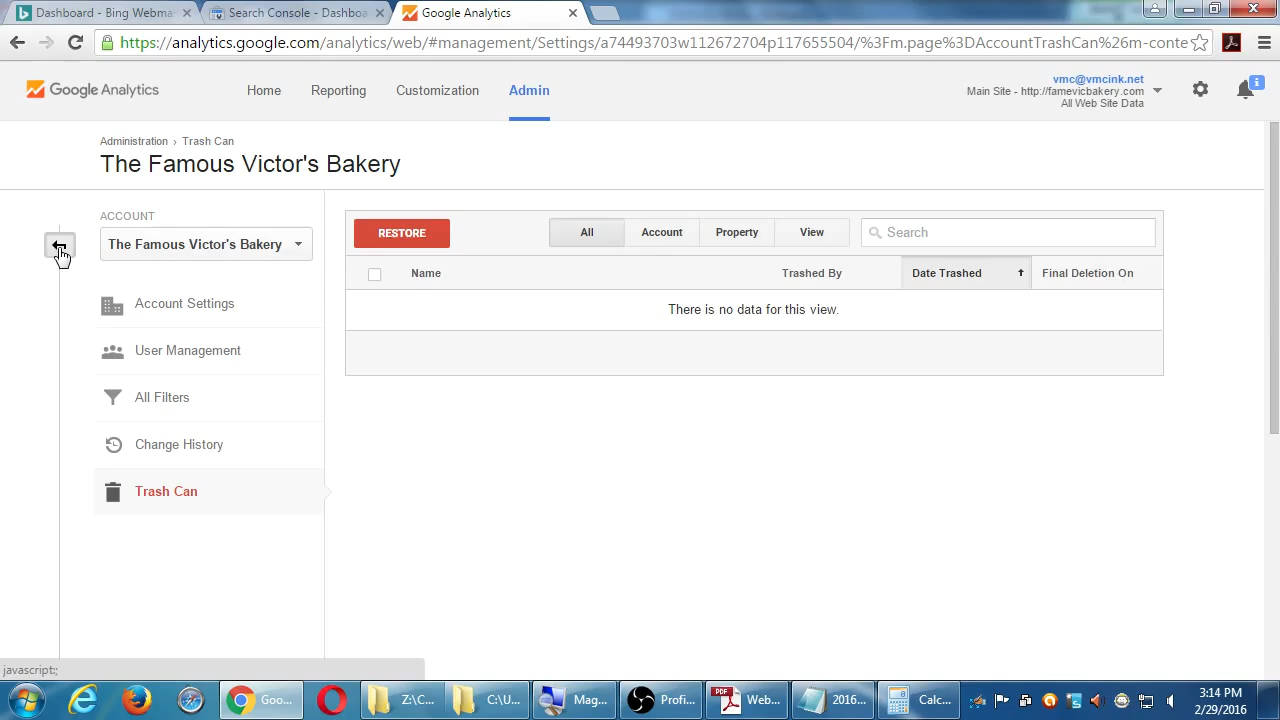 Dashboard - Bing Webma
Search Console - Dashboa
Google Analytics
https://analytics.google.com/analytics/web/#management/Settings/a74493703w112672704p117655504/%3Fm.page%3DAccountTrashCan%26m-conte
Google Analytics
Home
Reporting
Customization
Admin
vmc@vmcink.net
Main Site - http://famevicbakery.com
All Web Site Data
i
Administration › Trash Can
The Famous Victor's Bakery
ACCOUNT
The Famous Victor's Bakery
Account Settings
User Management
All Filters
Change History
Trash Can
RESTORE
All
Account
Property
View
Search
Name
Trashed By
Date Trashed
Final Deletion On
There is no data for this view.
javascript:;
Goo...
Z:\C...
C:\U...
Mag...
Profi...
PDF
Web...
2016...
Calc...
3:14 PM
2/29/2016